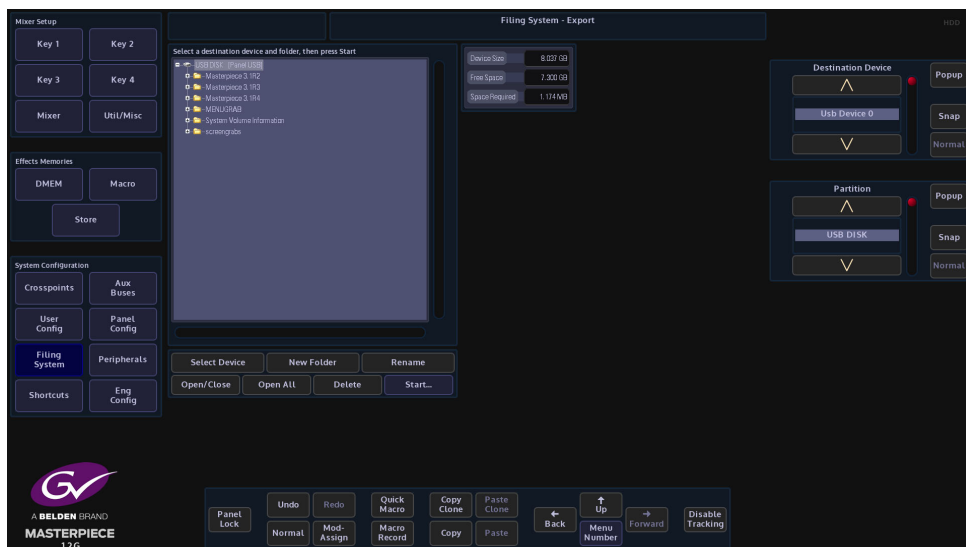 Mixer Setup
Key 1
Key 2
Key 3
Key 4
Mixer
Util/Misc
Effects Memories
DMEM
Macro
Store
System Configuration
Crosspoints
Aux
Buses
User
Config
Panel
Config
Filing
System
Peripherals
Shortcuts
Eng
Config
Filing System - Export
HDD
Select a destination device and folder, then press Start
USB DISK (Panel USB)
Masterpiece 3.1R2
Masterpiece 3.1R3
Masterpiece 3.1R4
MENUGRAB
System Volume Information
screengrabs
Device Size 8.037 GB
Free Space 7.300 GB
Space Required 1.174 MB
Select Device
New Folder
Rename
Open/Close
Open All
Delete
Start...
Destination Device
Usb Device 0
Popup
Snap
Normal
Partition
USB DISK
Popup
Snap
Normal
GV
A BELDEN BRAND
MASTERPIECE
12G
Panel
Lock
Undo
Redo
Normal
Mod-
Assign
Quick
Macro
Macro
Record
Copy
Clone
Paste
Clone
Copy
Paste
Back
Up
Menu
Number
Forward
Disable
Tracking